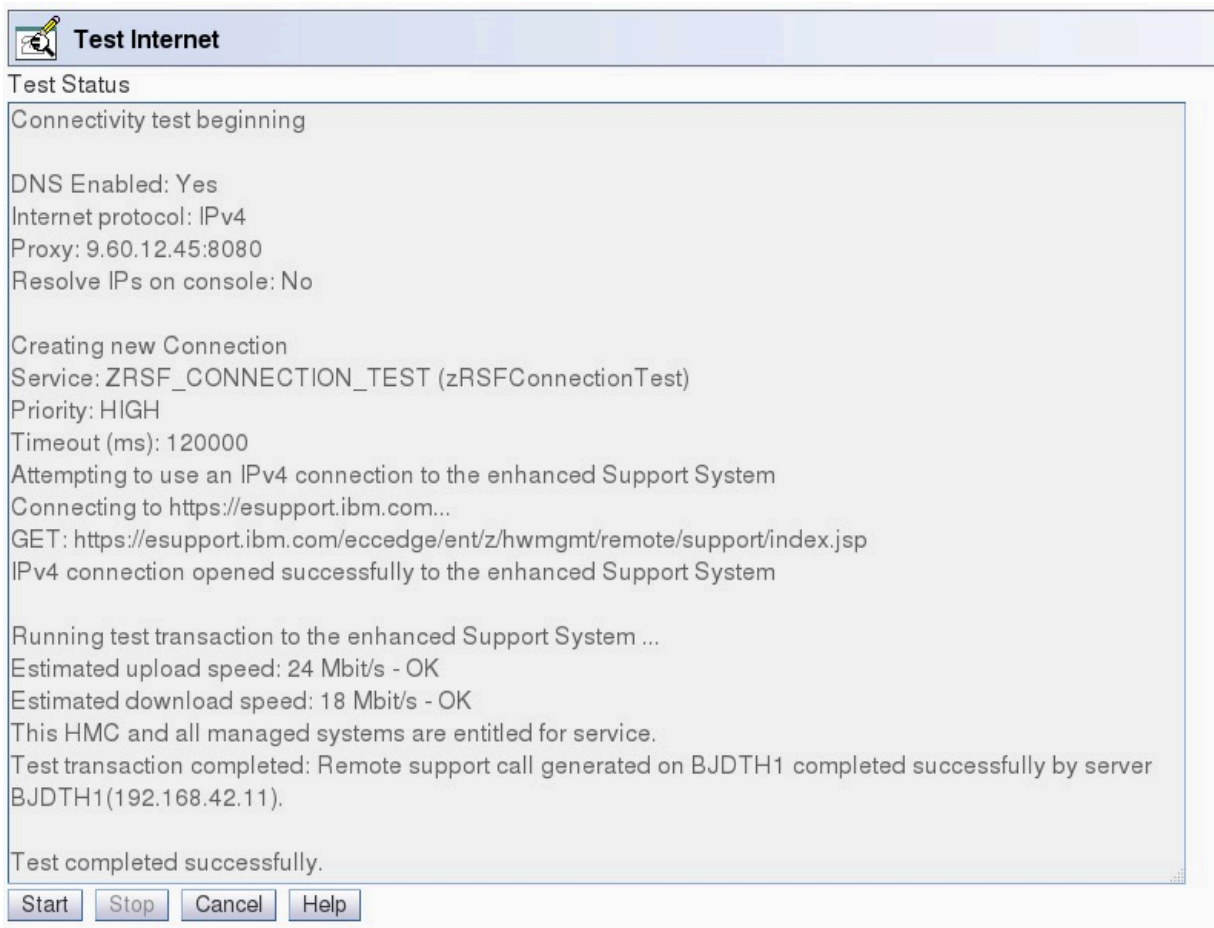 Test Internet
Test Status
Connectivity test beginning
DNS Enabled: Yes
Internet protocol: IPv4
Proxy: 9.60.12.45:8080
Resolve IPs on console: No
Creating new Connection
Service: ZRSF_CONNECTION_TEST (zRSFConnectionTest)
Priority: HIGH
Timeout (ms): 120000
Attempting to use an IPv4 connection to the enhanced Support System
Connecting to https://esupport.ibm.com...
GET: https://esupport.ibm.com/eccedge/ent/z/hwmgmt/remote/support/index.jsp
IPv4 connection opened successfully to the enhanced Support System
Running test transaction to the enhanced Support System ...
Estimated upload speed: 24 Mbit/s - OK
Estimated download speed: 18 Mbit/s - OK
This HMC and all managed systems are entitled for service.
Test transaction completed: Remote support call generated on BJDTH1 completed successfully by server
BJDTH1(192.168.42.11).
Test completed successfully.
Start Stop Cancel Help